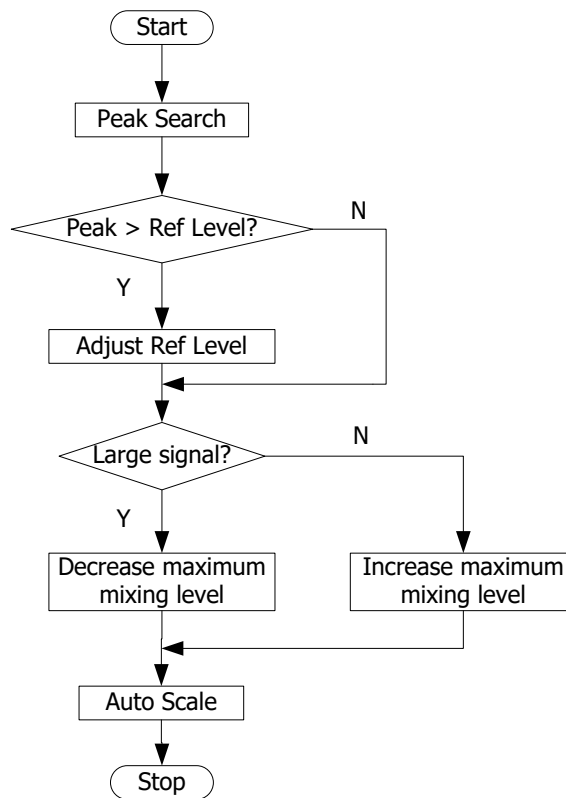 Start
Peak Search
Peak > Ref Level?
N
Y
Adjust Ref Level
Large signal?
N
Y
Decrease maximum
mixing level
Increase maximum
mixing level
Auto Scale
Stop